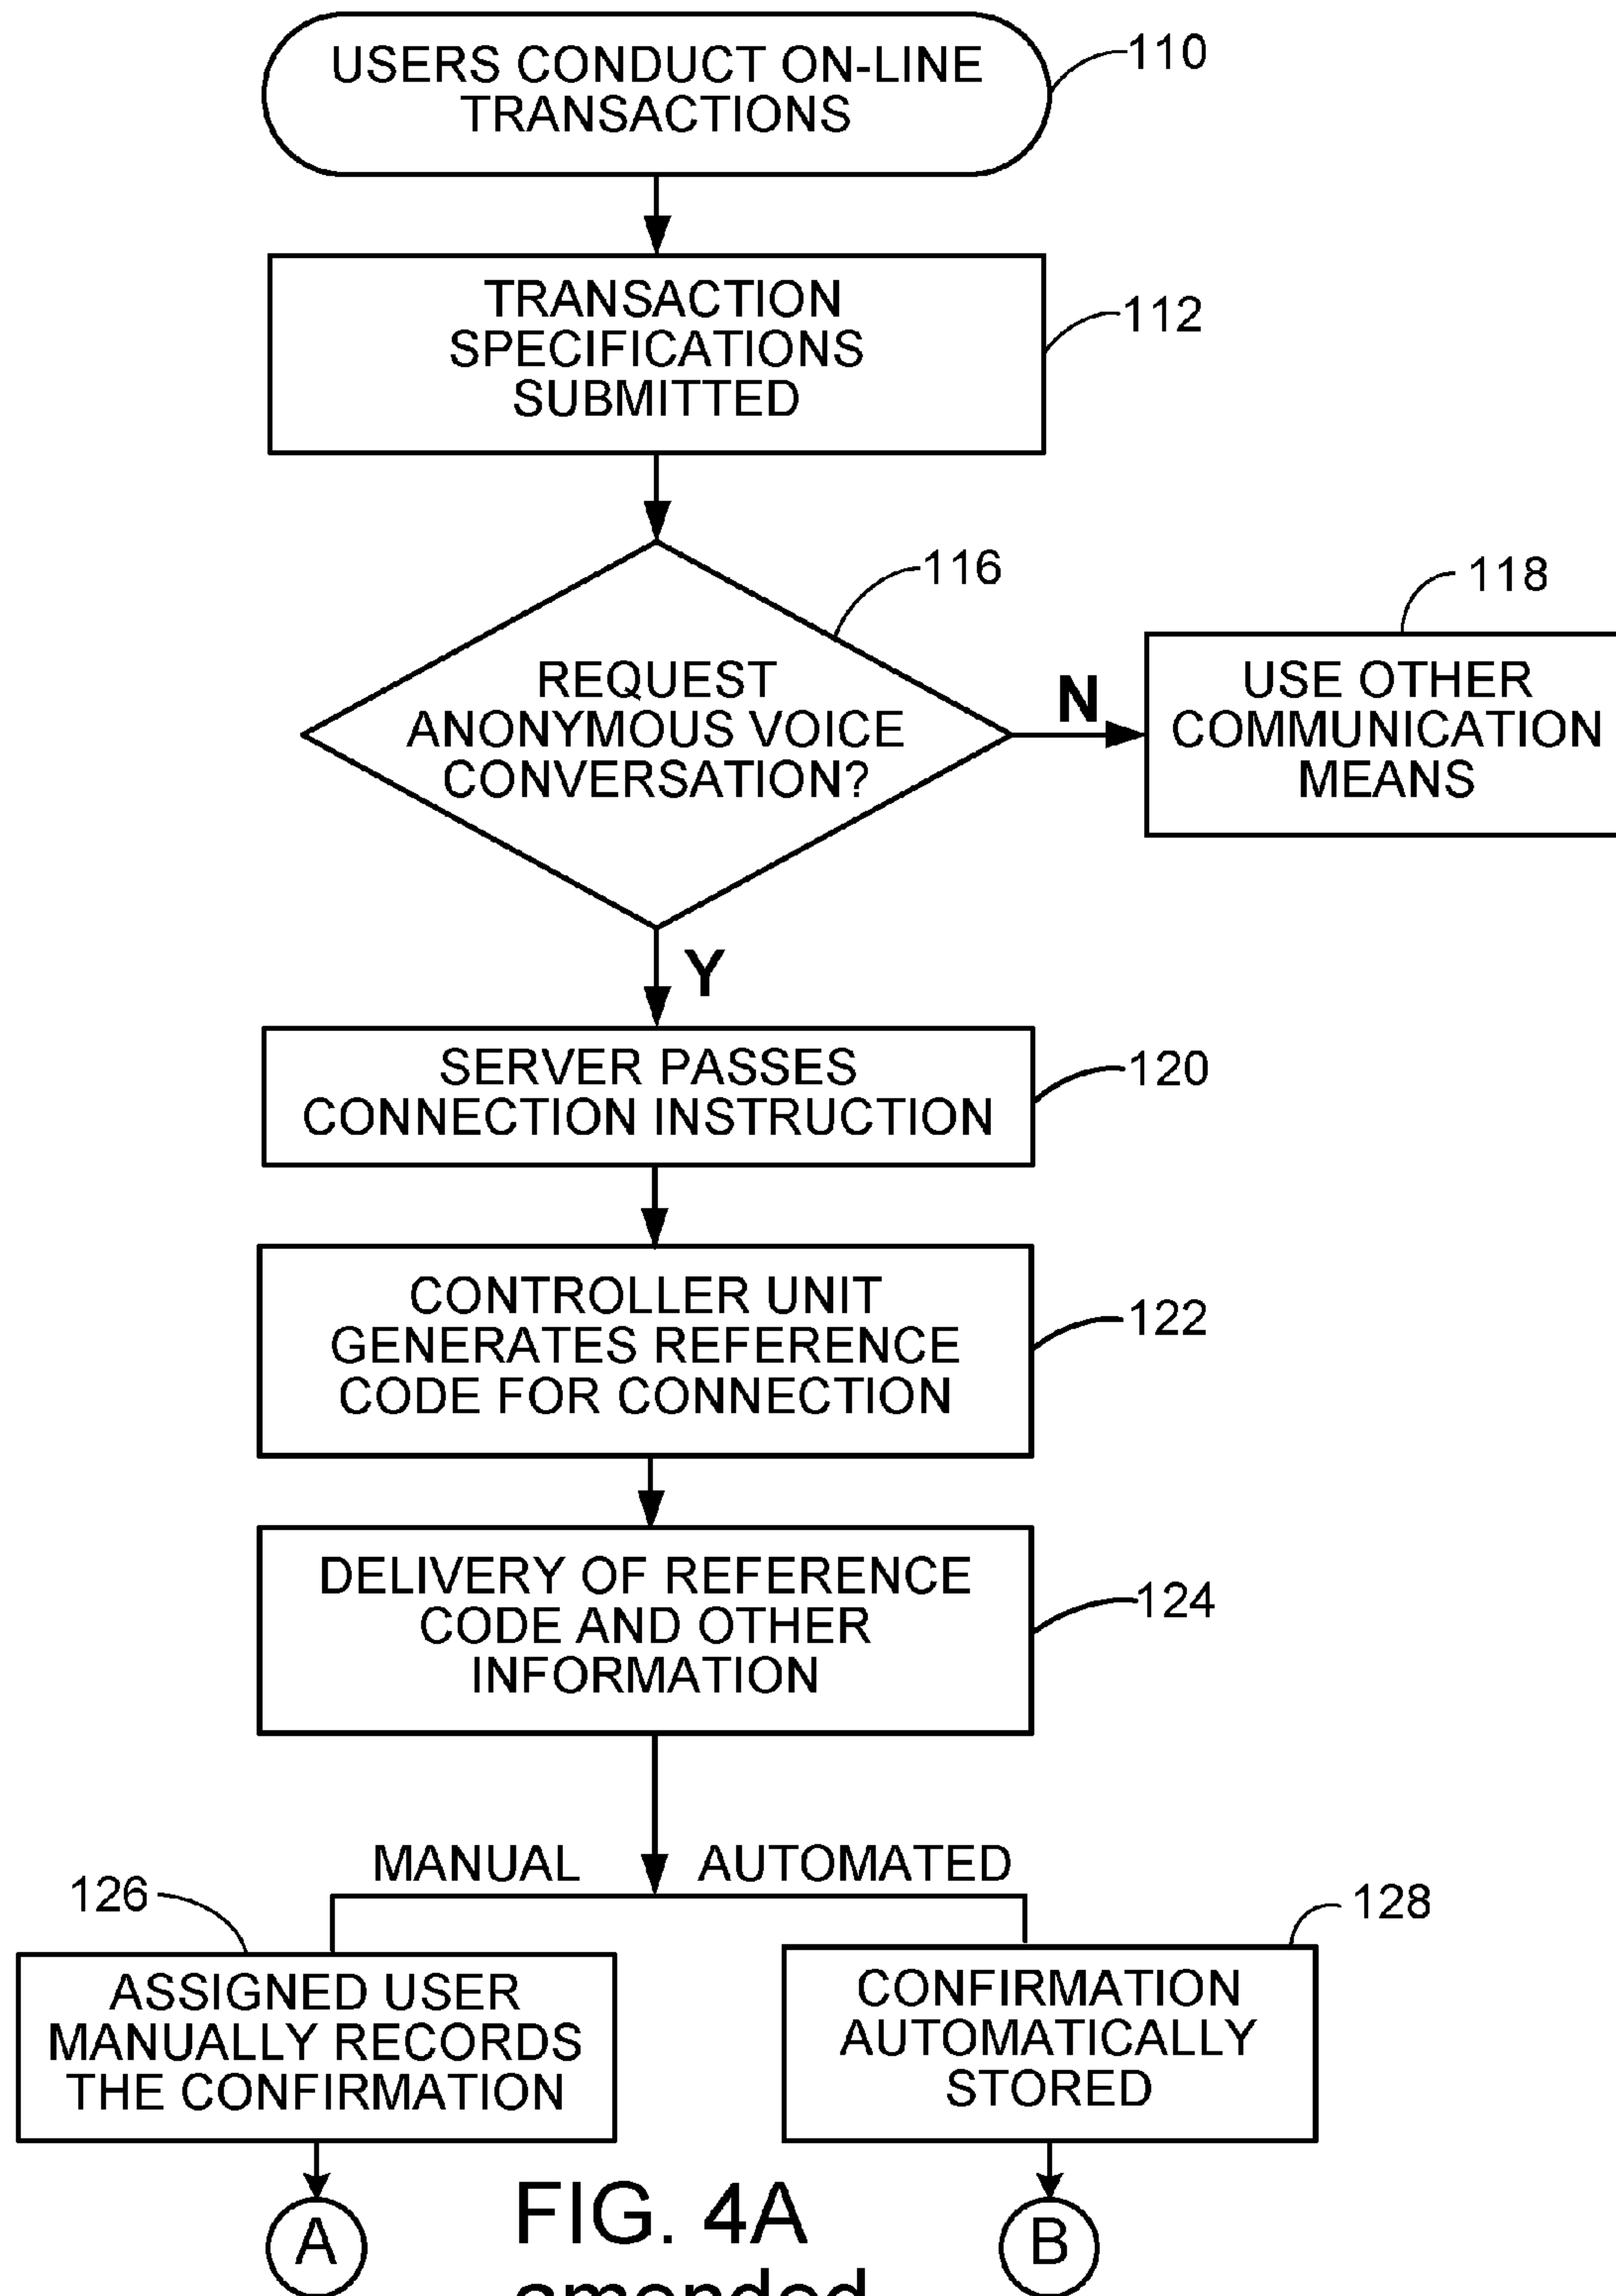 USERS CONDUCT ON-LINE
TRANSACTIONS
110
TRANSACTION
SPECIFICATIONS
SUBMITTED
112
116
118
REQUEST
ANONYMOUS VOICE
CONVERSATION?
N
USE OTHER
COMMUNICATION
MEANS
Y
SERVER PASSES
CONNECTION INSTRUCTION
120
CONTROLLER UNIT
GENERATES REFERENCE
CODE FOR CONNECTION
122
DELIVERY OF REFERENCE
CODE AND OTHER
INFORMATION
124
MANUAL
AUTOMATED
126
128
ASSIGNED USER
MANUALLY RECORDS
THE CONFIRMATION
CONFIRMATION
AUTOMATICALLY
STORED
A
B
FIG. 4A
amended